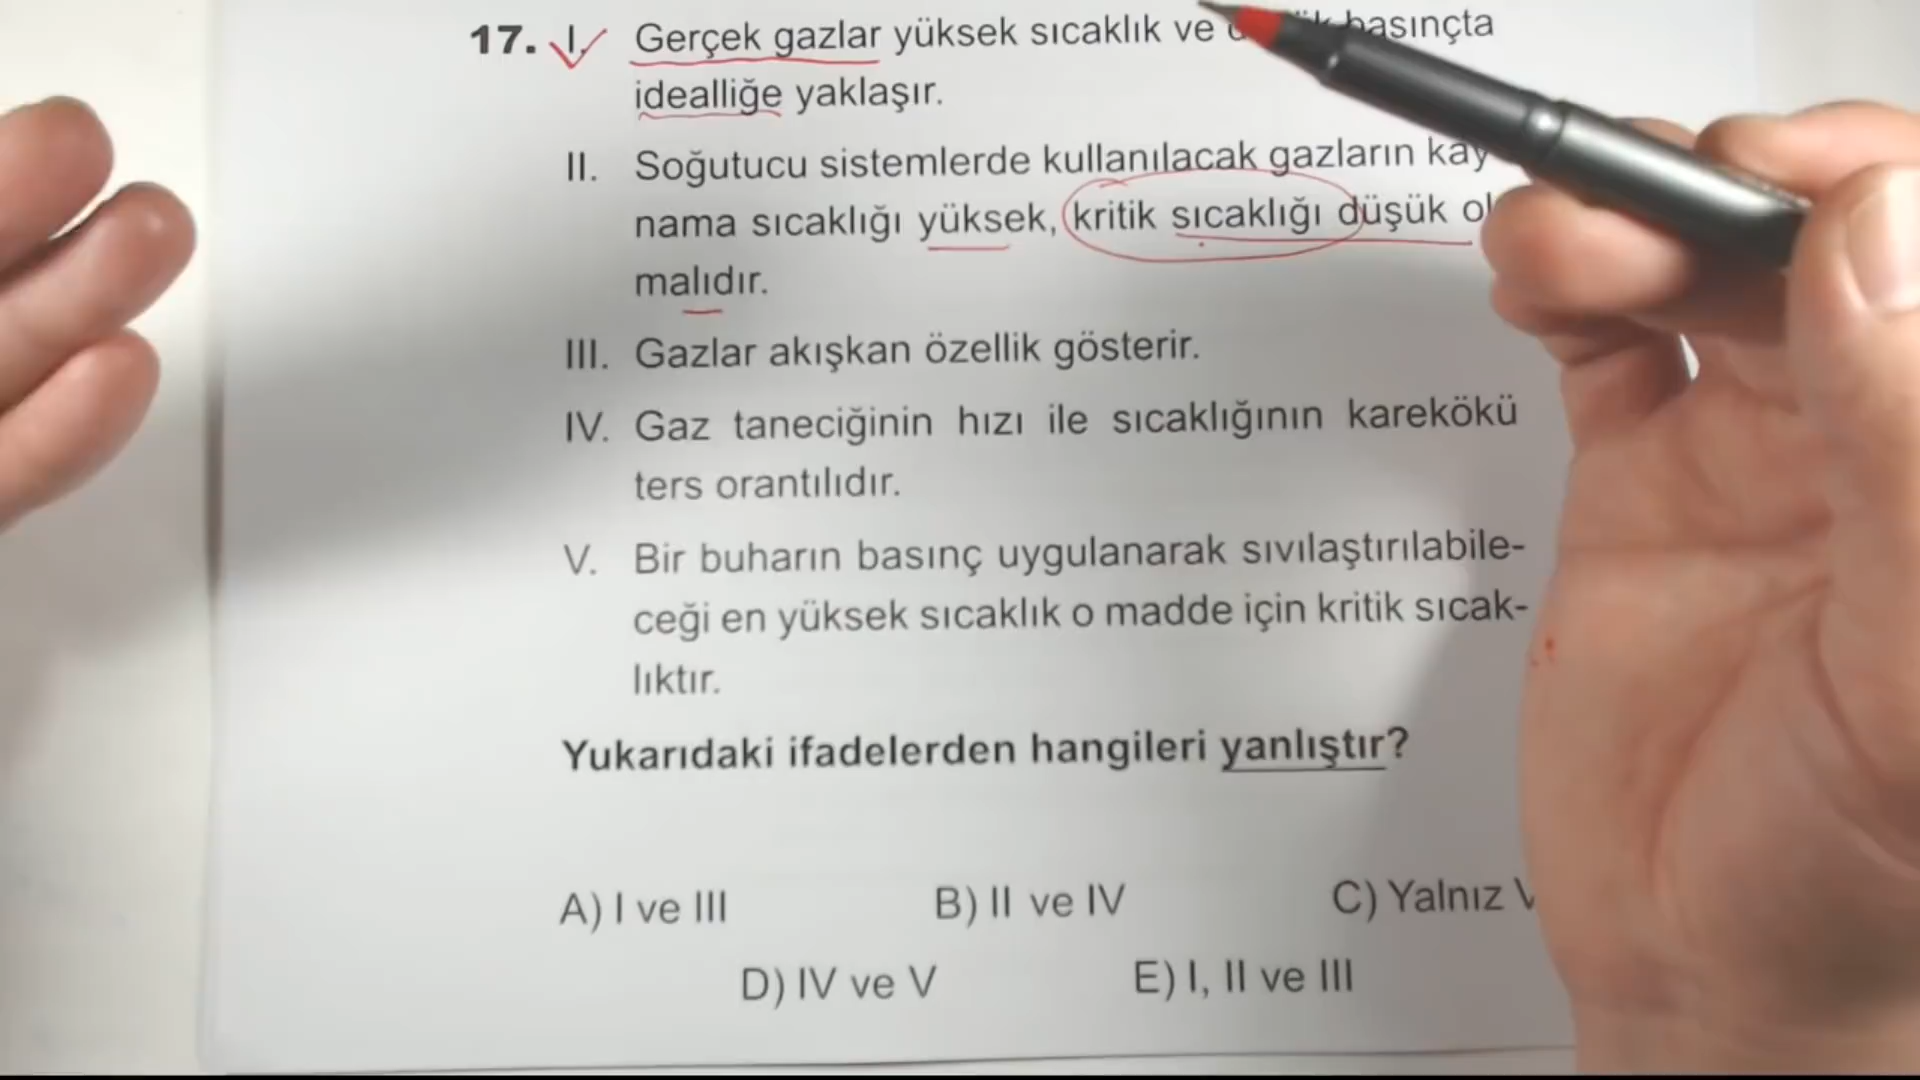 17. I. Gerçek gazlar yüksek sıcaklık ve basınçta
idealliğe yaklaşır.
II. Soğutucu sistemlerde kullanılacak gazların kay
nama sıcaklığı yüksek, kritik sıcaklığı düşük ol
malıdır.
III. Gazlar akışkan özellik gösterir.
IV. Gaz taneciğinin hızı ile sıcaklığının karekökü
ters orantılıdır.
V. Bir buharın basınç uygulanarak sıvılaştırılabile-
ceği en yüksek sıcaklık o madde için kritik sıcak-
lıktır.
Yukarıdaki ifadelerden hangileri yanlıştır?
A) I ve III B) II ve IV C) Yalnız V
D) IV ve V E) I, II ve III